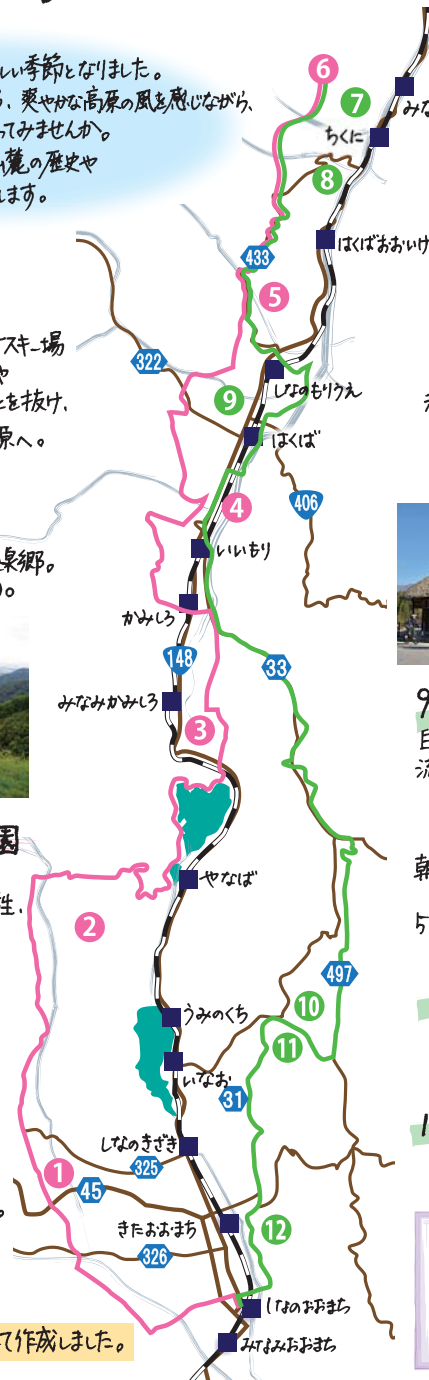 しい季節となりました。
ら、爽やかな高原の風を感じながら、
ってみませんか。
麓の歴史や
します。
6
7
みな
ちくに
8
はくばおおいけ
433
5
スキー場
や
とを抜け、
原へ。
322
9
しなのもりうえ
はくば
4
406
泉郷。
いいもり
かみしろ
148
33
みなみかみしろ
3
9
流
園
性、
やなば
朝
2
497
10
うみのくち
11
いなお
31
しなのきざき
325
1
45
きたおおまち
326
12
しなのおおまち
みなみおおまち
て作成しました。